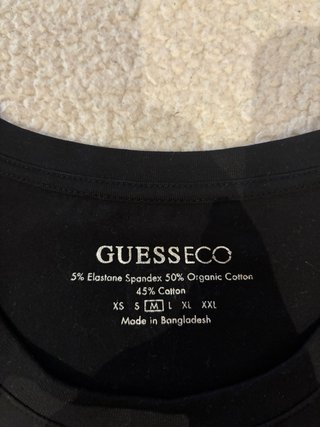 GUESSECO
5% Elastane Spandex 50% Organic Cotton
45% Cotton
XS S M L XL XXL
Made in Bangladesh